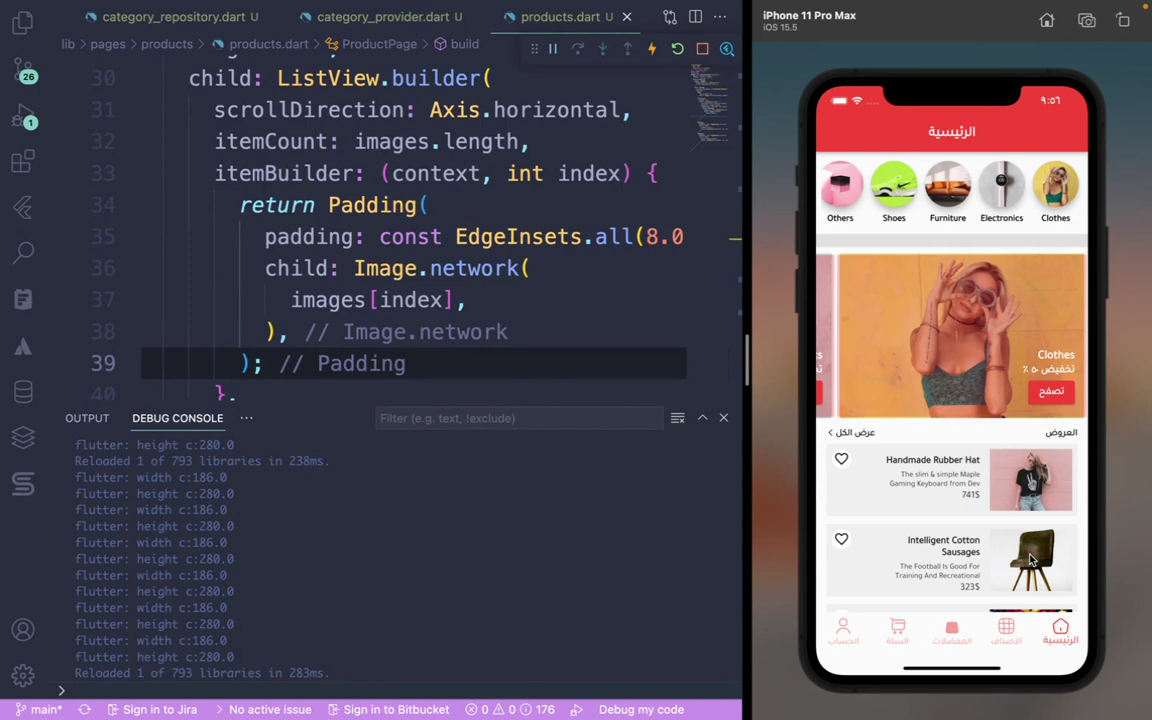 category_repository.dart U
category_provider.dart U
products.dart U
lib > pages > products > products.dart > ProductPage > build
30 child: ListView.builder(
31 scrollDirection: Axis.horizontal,
32 itemCount: images.length,
33 itemBuilder: (context, int index) {
34 return Padding(
35 padding: const EdgeInsets.all(8.0
36 child: Image.network(
37 images[index],
38 ), // Image.network
39 ); // Padding
40 },
26
1
OUTPUT
DEBUG CONSOLE
Filter (e.g. text, !exclude)
flutter: height c:280.0
Reloaded 1 of 793 libraries in 238ms.
flutter: width c:186.0
flutter: height c:280.0
flutter: width c:186.0
flutter: height c:280.0
flutter: width c:186.0
flutter: height c:280.0
flutter: width c:186.0
flutter: height c:280.0
flutter: width c:186.0
flutter: height c:280.0
flutter: width c:186.0
flutter: height c:280.0
Reloaded 1 of 793 libraries in 283ms.
main*
Sign in to Jira
No active issue
Sign in to Bitbucket
0 0 176
Debug my code
iPhone 11 Pro Max
iOS 15.5
٩:٥٦
الرئيسية
Others
Shoes
Furniture
Electronics
Clothes
Clothes
تخفيض ٥٠ ٪
تصفح
العروض
عرض الكل
Handmade Rubber Hat
The slim & simple Maple
Gaming Keyboard from Dev
741$
Intelligent Cotton
Sausages
The Football Is Good For
Training And Recreational
323$
الحساب
السلة
المفضلات
الاصناف
الرئيسية